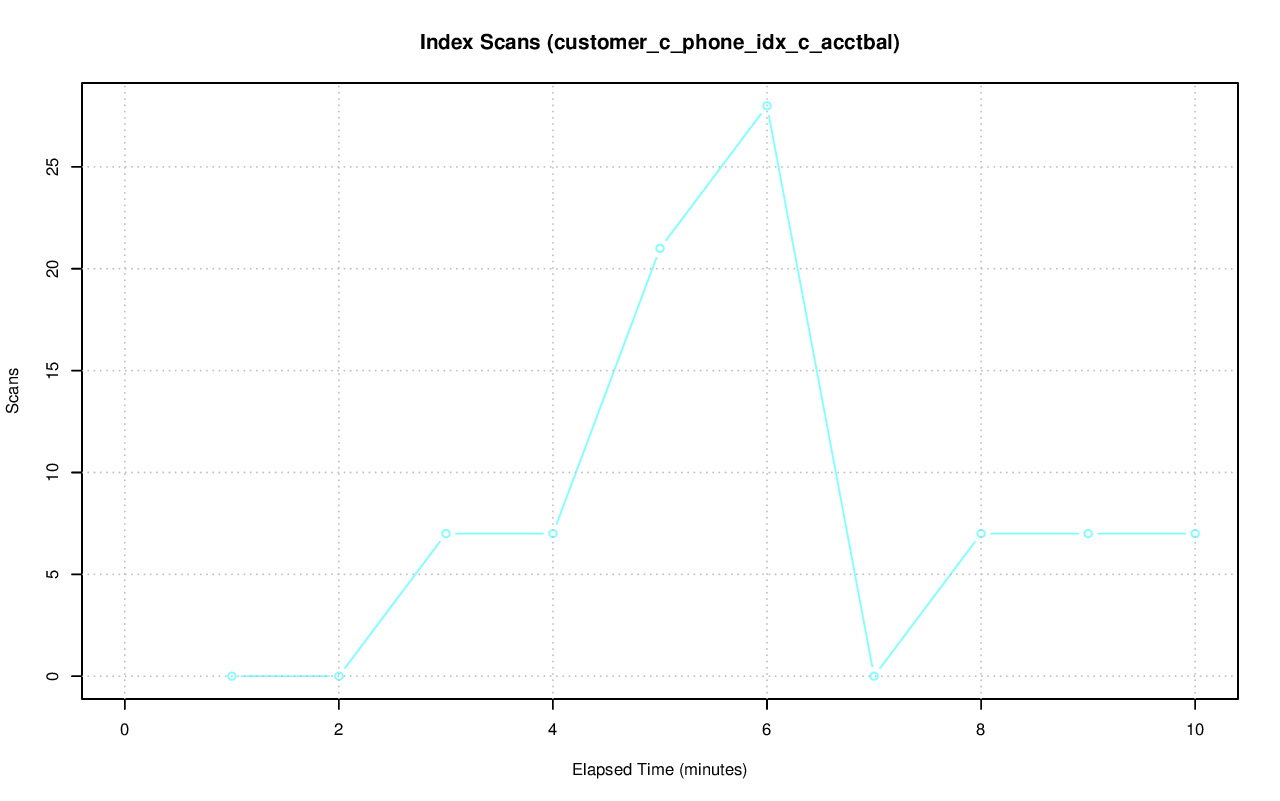 Index Scans (customer_c_phone_idx_c_acctbal)
Scans
25
20
15
10
5
0
0 2 4 6 8 10
Elapsed Time (minutes)